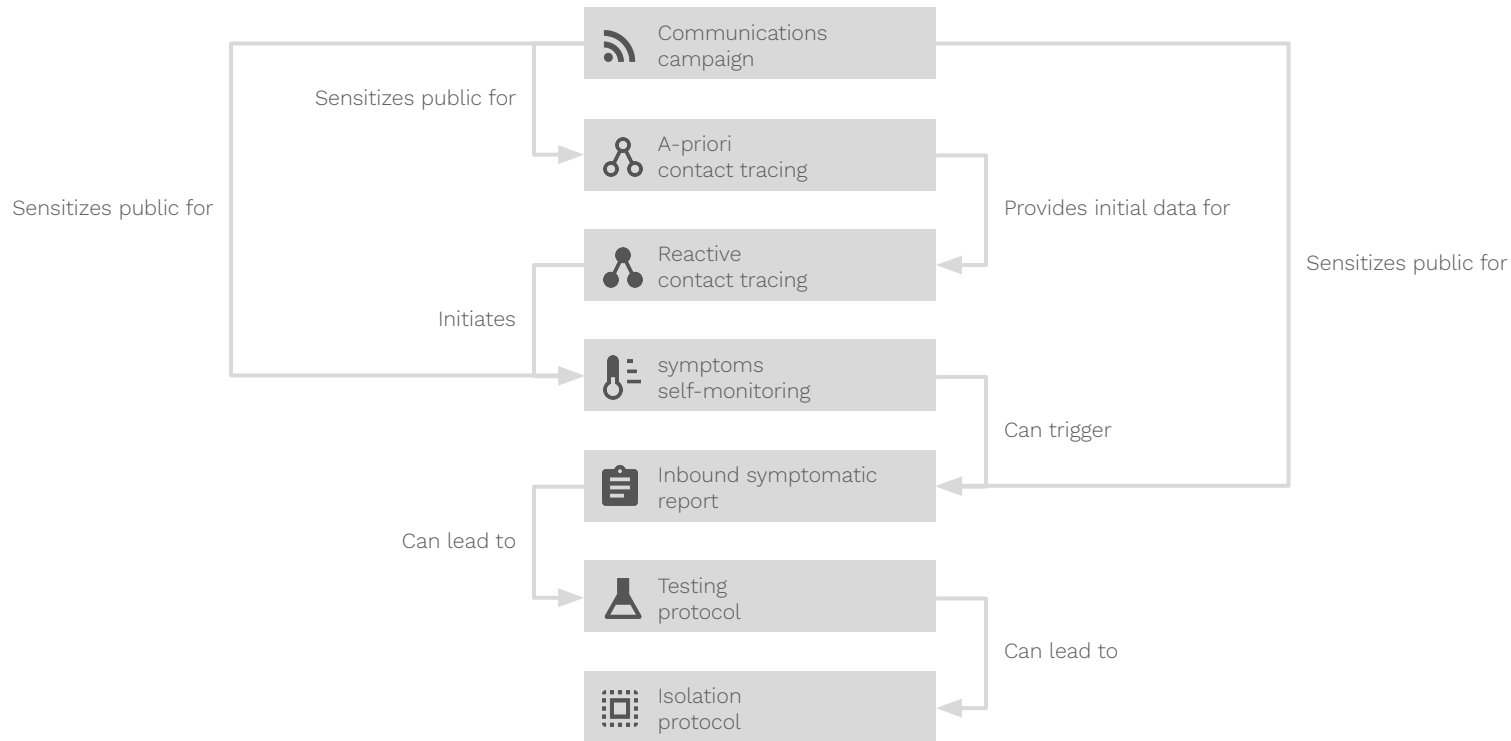 Communications
campaign
Sensitizes public for
A-priori
contact tracing
Sensitizes public for
Provides initial data for
Reactive
contact tracing
Sensitizes public for
Initiates
symptoms
self-monitoring
Can trigger
Inbound symptomatic
report
Can lead to
Testing
protocol
Can lead to
Isolation
protocol